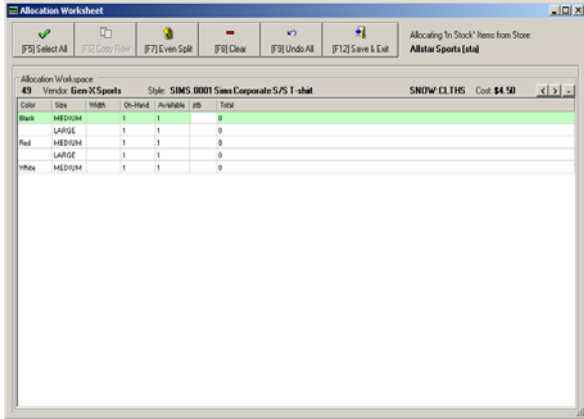 Allocation Worksheet
[F5] Select All [F6] Copy Row [F7] Even Split [F8] Clear [F9] Undo All [F12] Save & Exit
Allocating 'In Stock' Items from Store:
Allstar Sports (sta)
Allocation Workspace
49 Vendor: Gen-X Sports Style: SIMS.0001 Sims Corporate S/S T-shirt SNOW:CLTHS Cost $4.50 < > -
Color Size Width On-Hand Available stb Total
Black MEDIUM 1 1 0
LARGE 1 1 0
Red MEDIUM 1 1 0
LARGE 1 1 0
White MEDIUM 1 1 0